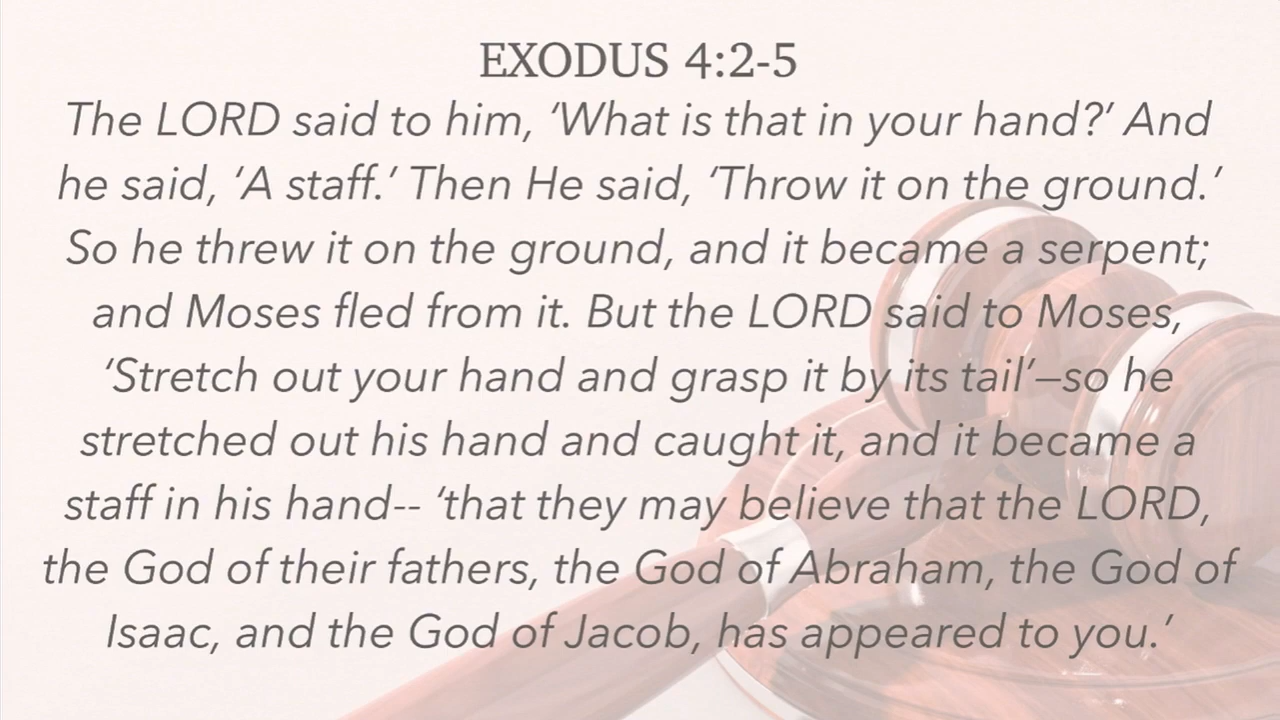 EXODUS 4:2-5
The LORD said to him, ‘What is that in your hand?’ And
he said, ‘A staff.’ Then He said, ‘Throw it on the ground.’
So he threw it on the ground, and it became a serpent;
and Moses fled from it. But the LORD said to Moses,
‘Stretch out your hand and grasp it by its tail’—so he
stretched out his hand and caught it, and it became a
staff in his hand-- ‘that they may believe that the LORD,
the God of their fathers, the God of Abraham, the God of
Isaac, and the God of Jacob, has appeared to you.’